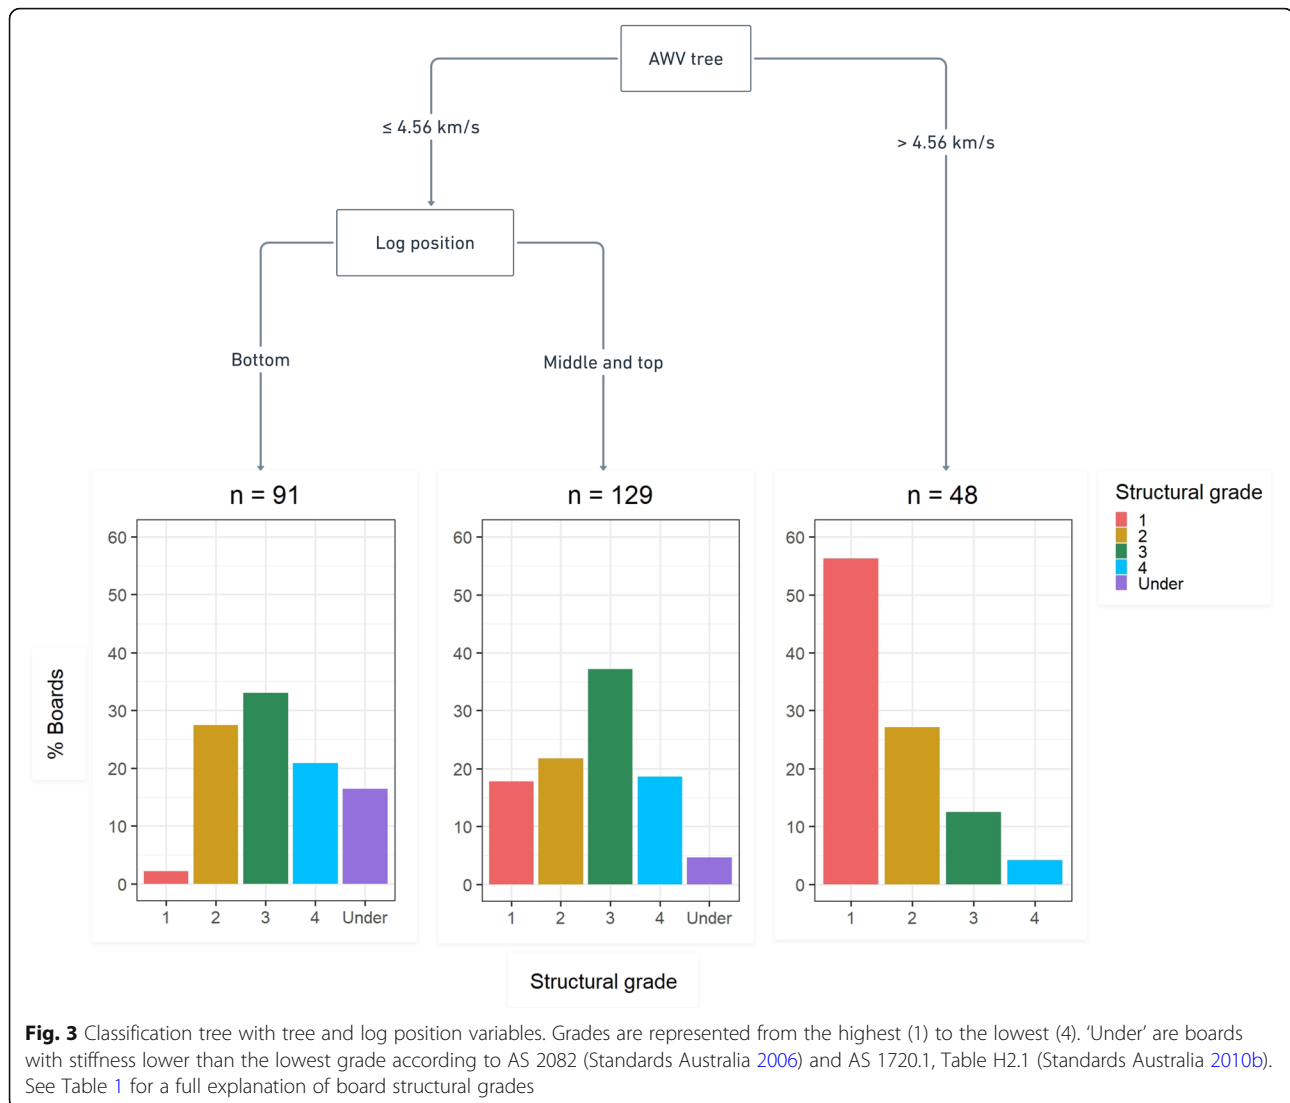 AWV tree
≤ 4.56 km/s
> 4.56 km/s
Log position
Bottom
Middle and top
n = 91
60
50
40
30
20
10
0
1 2 3 4 Under
n = 129
60
50
40
30
20
10
0
1 2 3 4 Under
n = 48
60
50
40
30
20
10
0
1 2 3 4
Structural grade
1
2
3
4
Under
% Boards
Structural grade
Fig. 3 Classification tree with tree and log position variables. Grades are represented from the highest (1) to the lowest (4). ‘Under’ are boards
with stiffness lower than the lowest grade according to AS 2082 (Standards Australia 2006) and AS 1720.1, Table H2.1 (Standards Australia 2010b).
See Table 1 for a full explanation of board structural grades